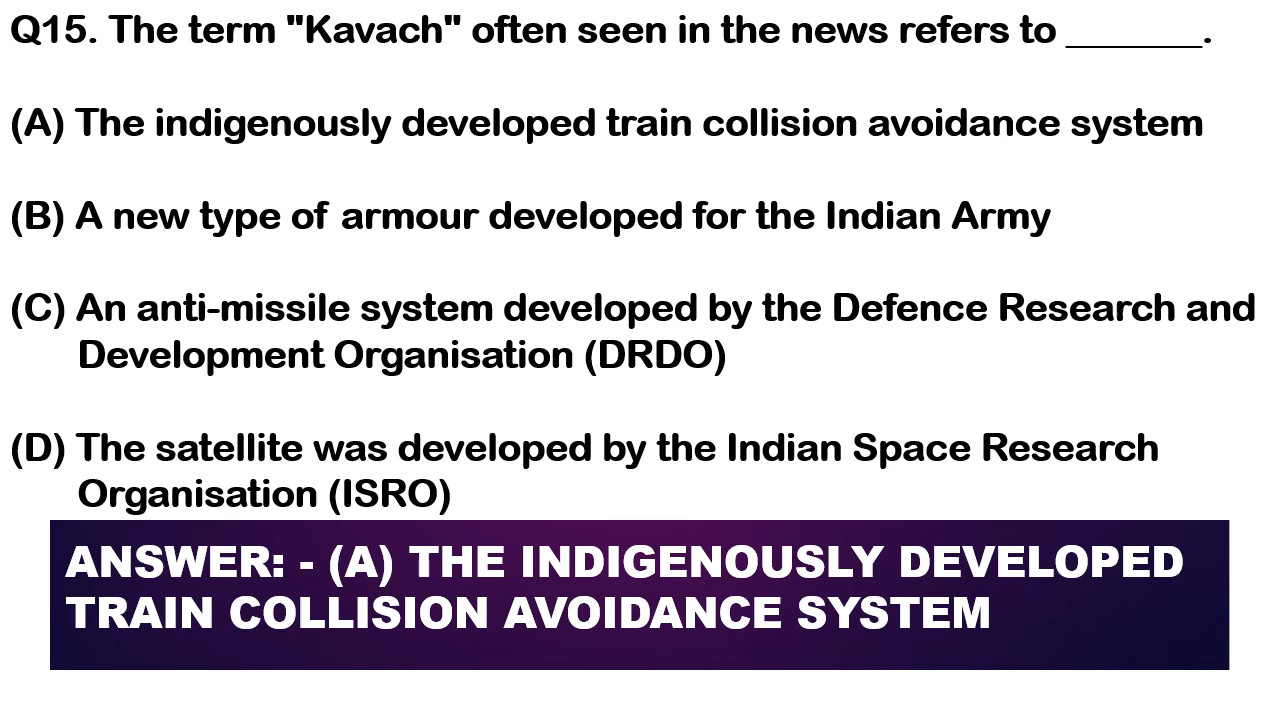 Q15. The term "Kavach" often seen in the news refers to _______.
(A) The indigenously developed train collision avoidance system
(B) A new type of armour developed for the Indian Army
(C) An anti-missile system developed by the Defence Research and
Development Organisation (DRDO)
(D) The satellite was developed by the Indian Space Research
Organisation (ISRO)
ANSWER: - (A) THE INDIGENOUSLY DEVELOPED
TRAIN COLLISION AVOIDANCE SYSTEM